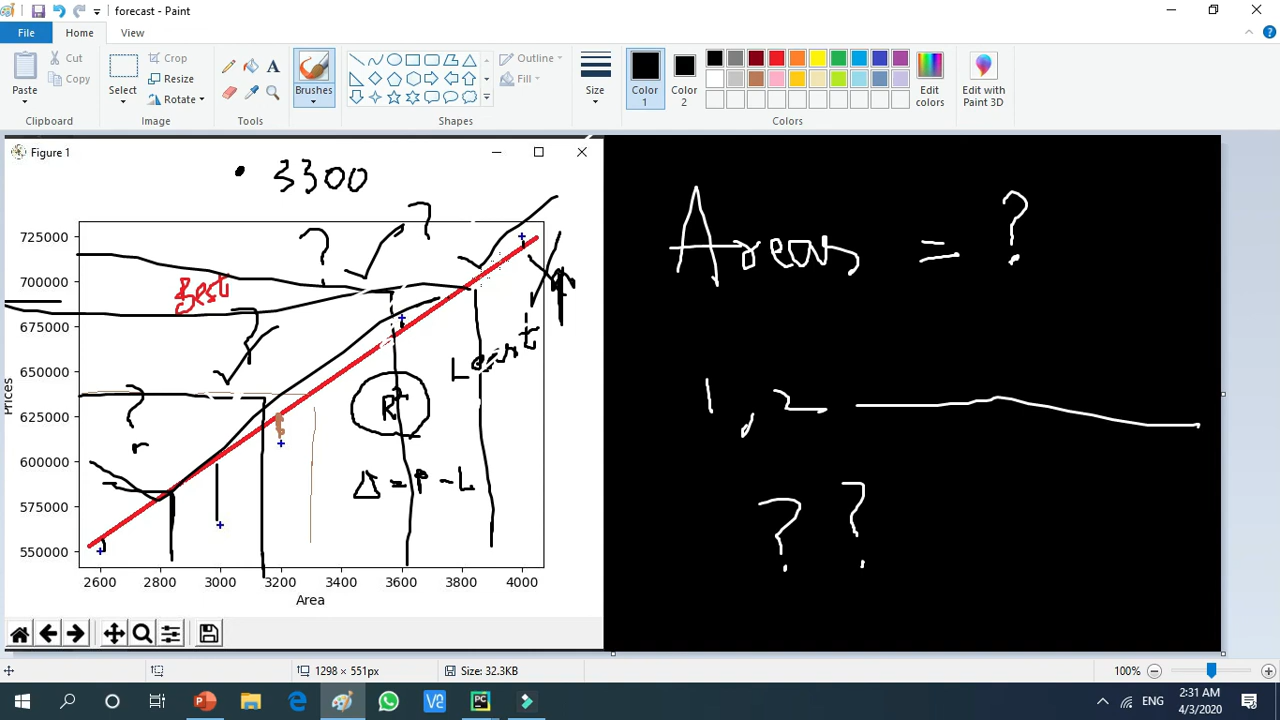 forecast - Paint
File
Home
View
Paste
Cut
Copy
Clipboard
Select
Crop
Resize
Rotate
Image
A
Tools
Brushes
Outline
Fill
Shapes
Size
Color 1
Color 2
Edit colors
Edit with Paint 3D
Colors
Figure 1
3300
725000
700000
675000
650000
625000
600000
575000
550000
Prices
? ?
Best
?
?
r
R²
Δ = P - L
2600 2800 3000 3200 3400 3600 3800 4000
Area
Areas = ?
1, 2
? ?
1298 × 551px
Size: 32.3KB
100%
ENG
2:31 AM
4/3/2020